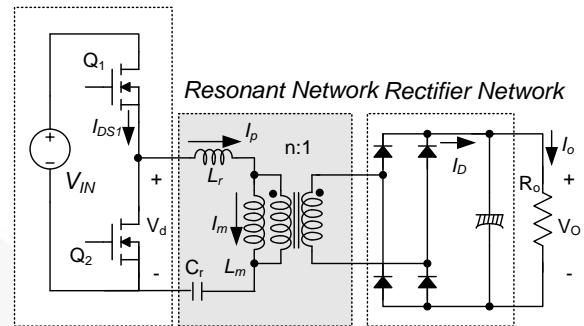 Resonant Network Rectifier Network
Q1
IDS1
VIN
Q2
+
Vd
-
Ip
Lr
n:1
Im
Lm
Cr
ID
Io
Ro
+
VO
-